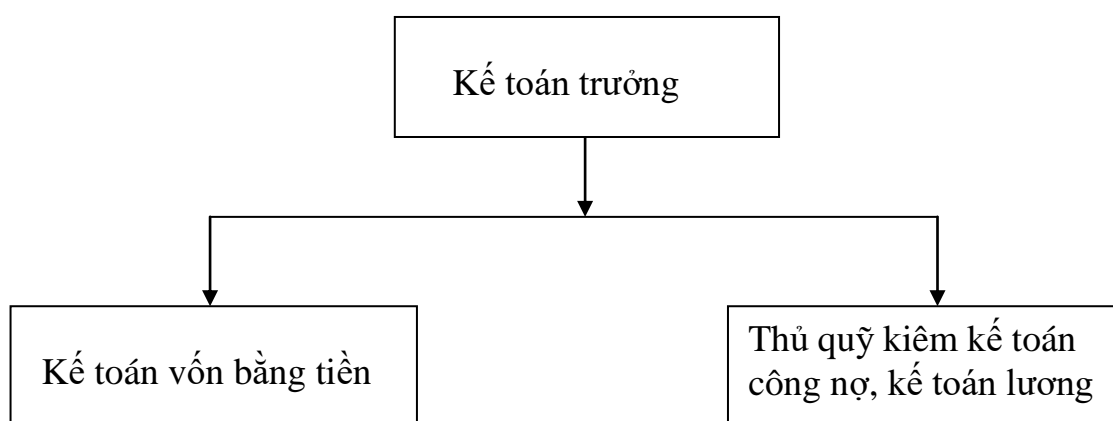 Kế toán trưởng
Kế toán vốn bằng tiền
Thủ quỹ kiêm kế toán
công nợ, kế toán lương